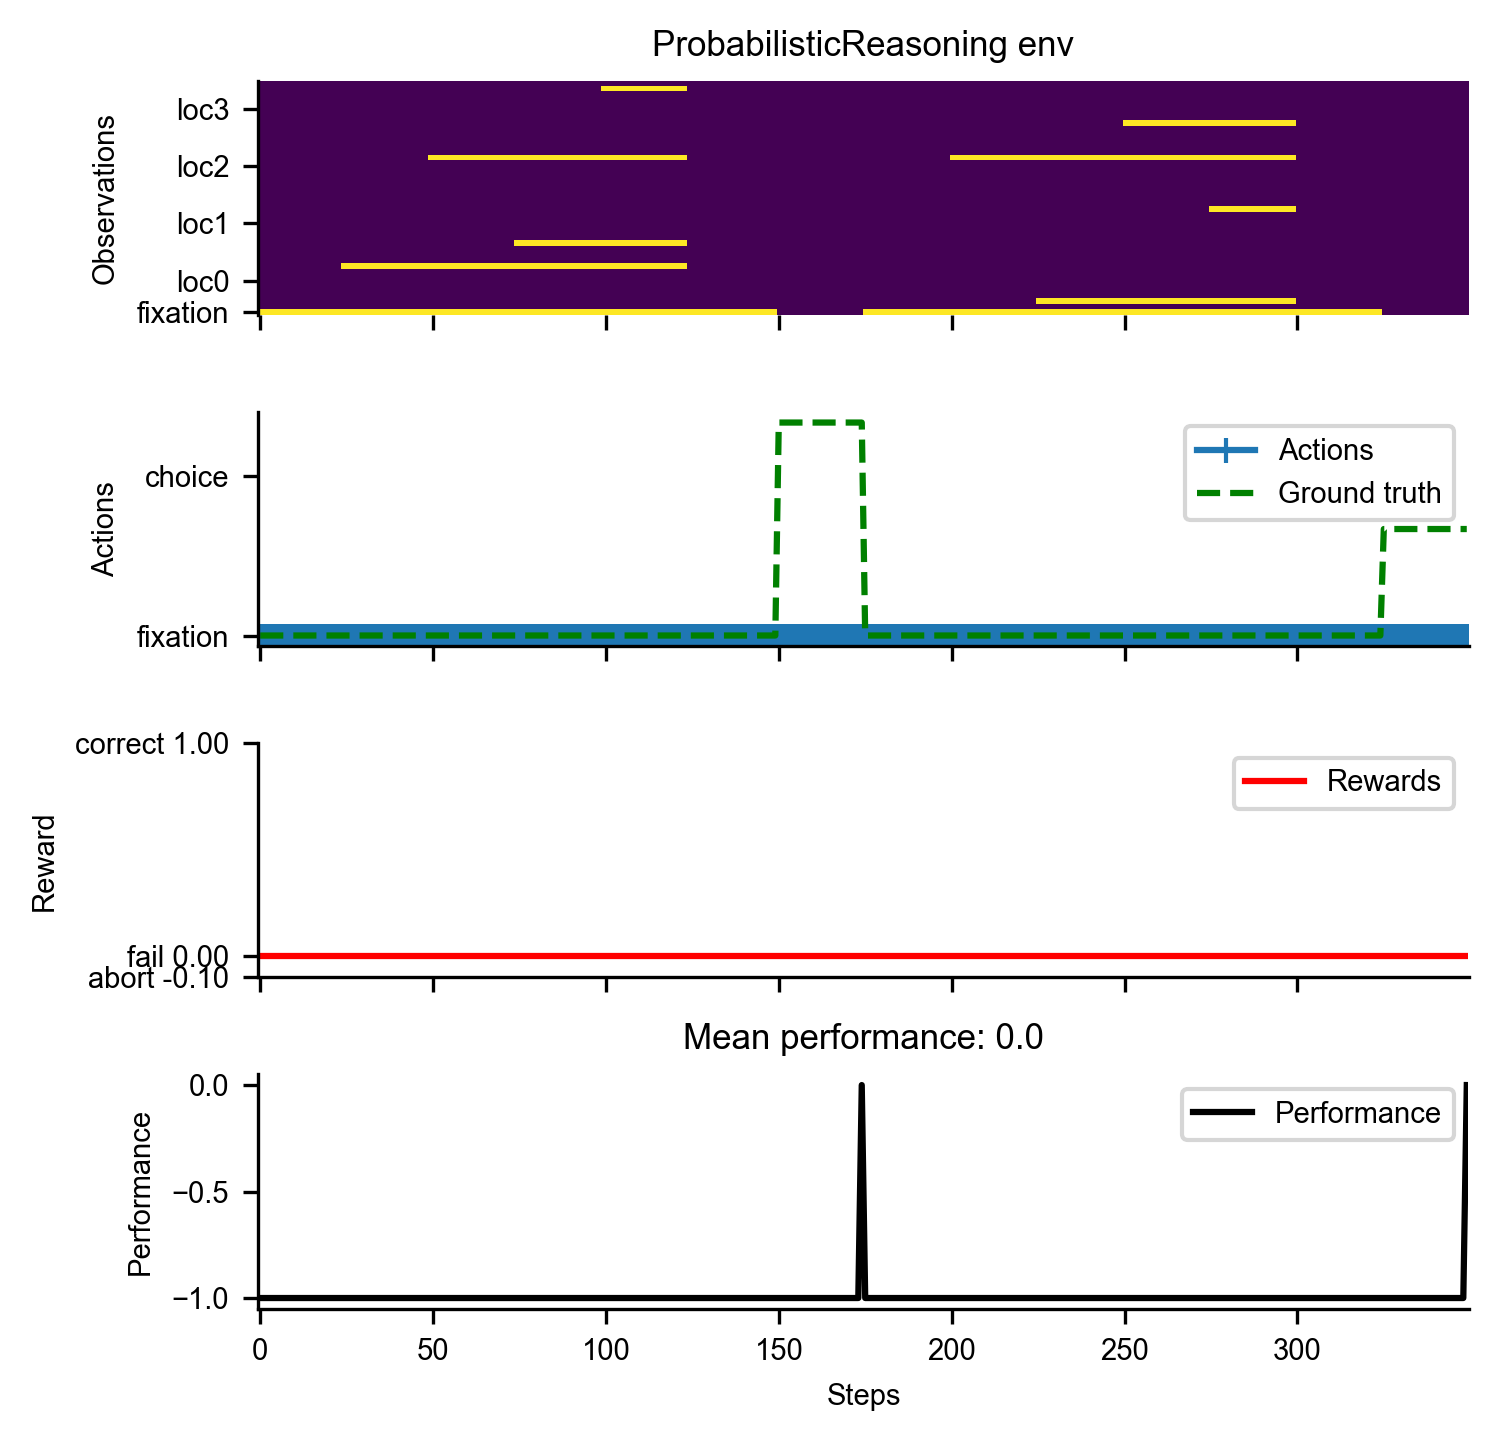 ProbabilisticReasoning env
Observations
loc3
loc2
loc1
loc0
fixation
Actions
choice
fixation
Actions
Ground truth
Reward
correct 1.00
fail 0.00
abort -0.10
Rewards
Mean performance: 0.0
Performance
0.0
−0.5
−1.0
Performance
0 50 100 150 200 250 300
Steps